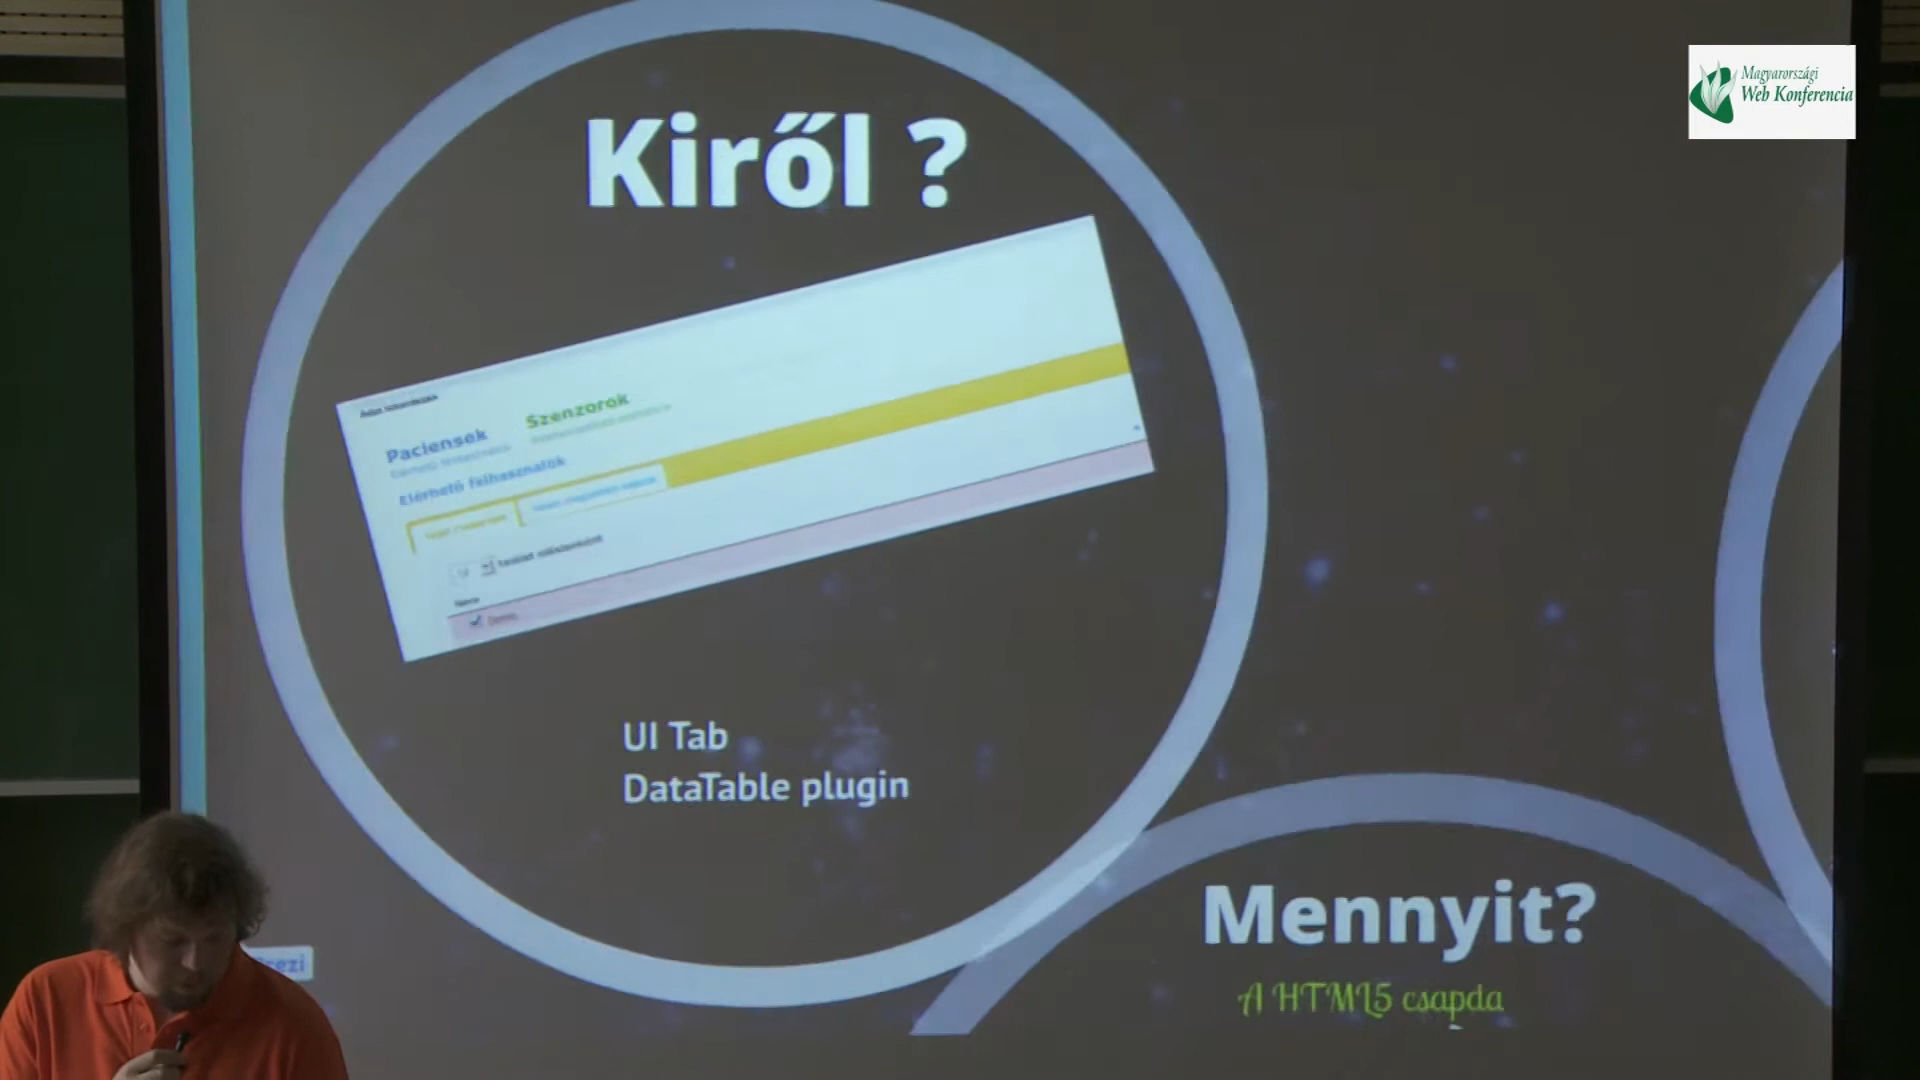 Magyarországi
Web Konferencia
Kiről ?
Paciensek
Szenzorok
Elérhető felhasználók
UI Tab
DataTable plugin
Mennyit?
A HTML5 csapda